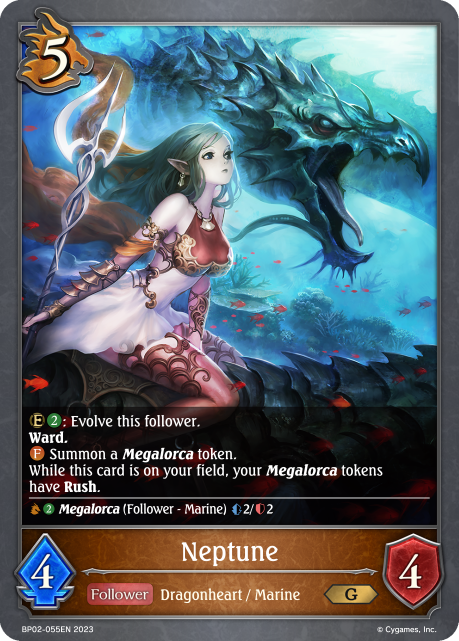 5
E 2: Evolve this follower.
Ward.
F Summon a Megalorca token.
While this card is on your field, your Megalorca tokens
have Rush.
2 Megalorca (Follower - Marine) 2/2
Neptune
4
Follower Dragonheart / Marine G
4
BP02-055EN 2023 © Cygames, Inc.